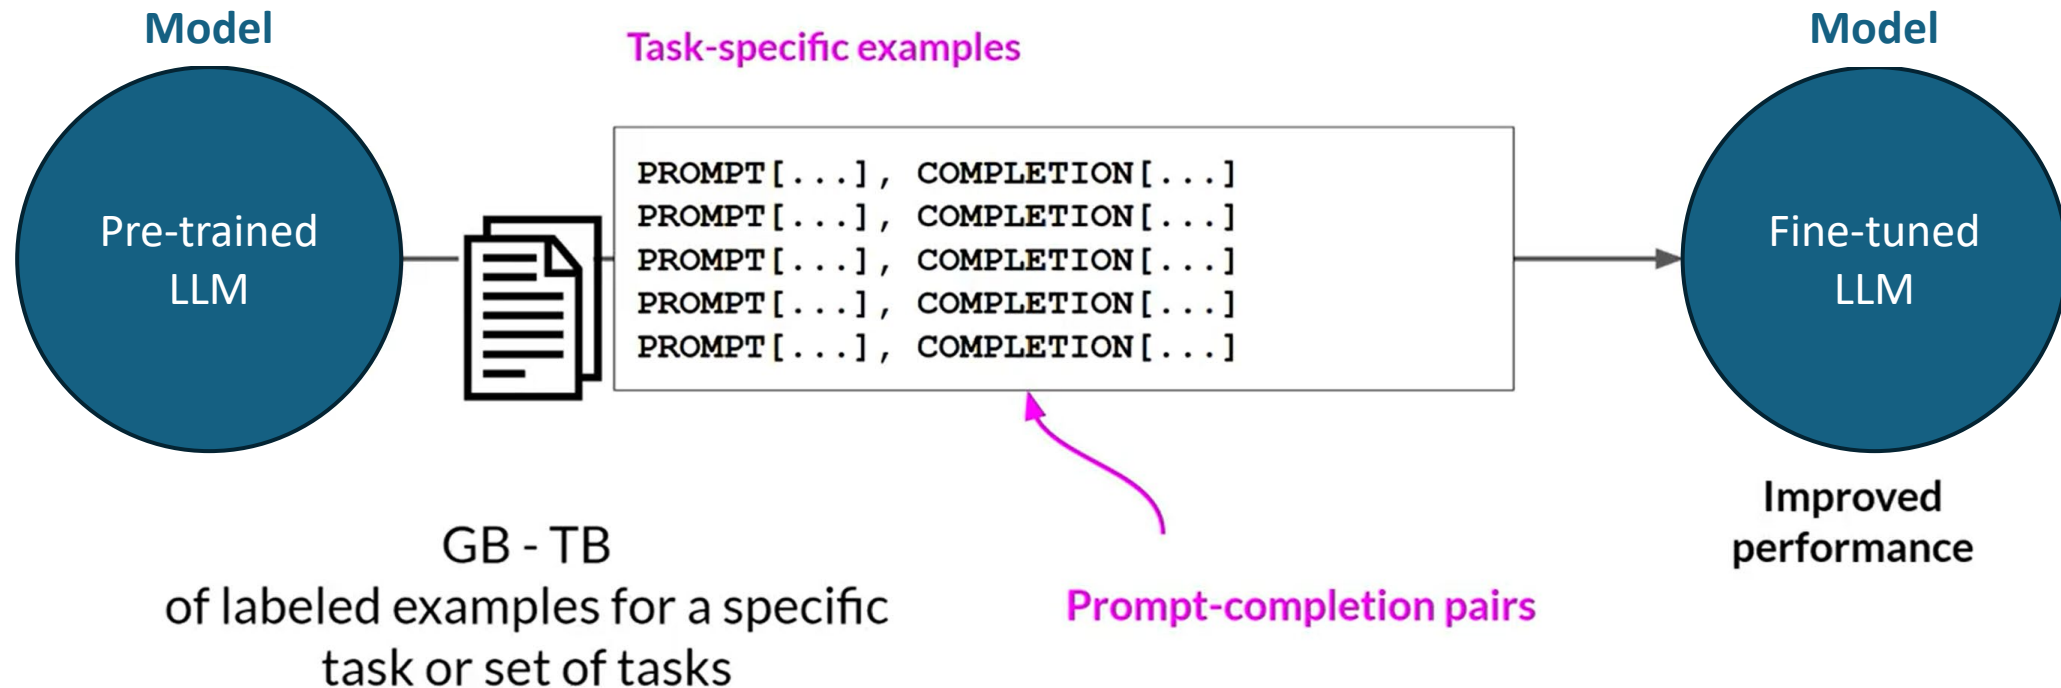 Model
Task-specific examples
Model
Pre-trained
LLM
PROMPT[...], COMPLETION[...]
PROMPT[...], COMPLETION[...]
PROMPT[...], COMPLETION[...]
PROMPT[...], COMPLETION[...]
PROMPT[...], COMPLETION[...]
Fine-tuned
LLM
GB - TB
of labeled examples for a specific
task or set of tasks
Prompt-completion pairs
Improved
performance